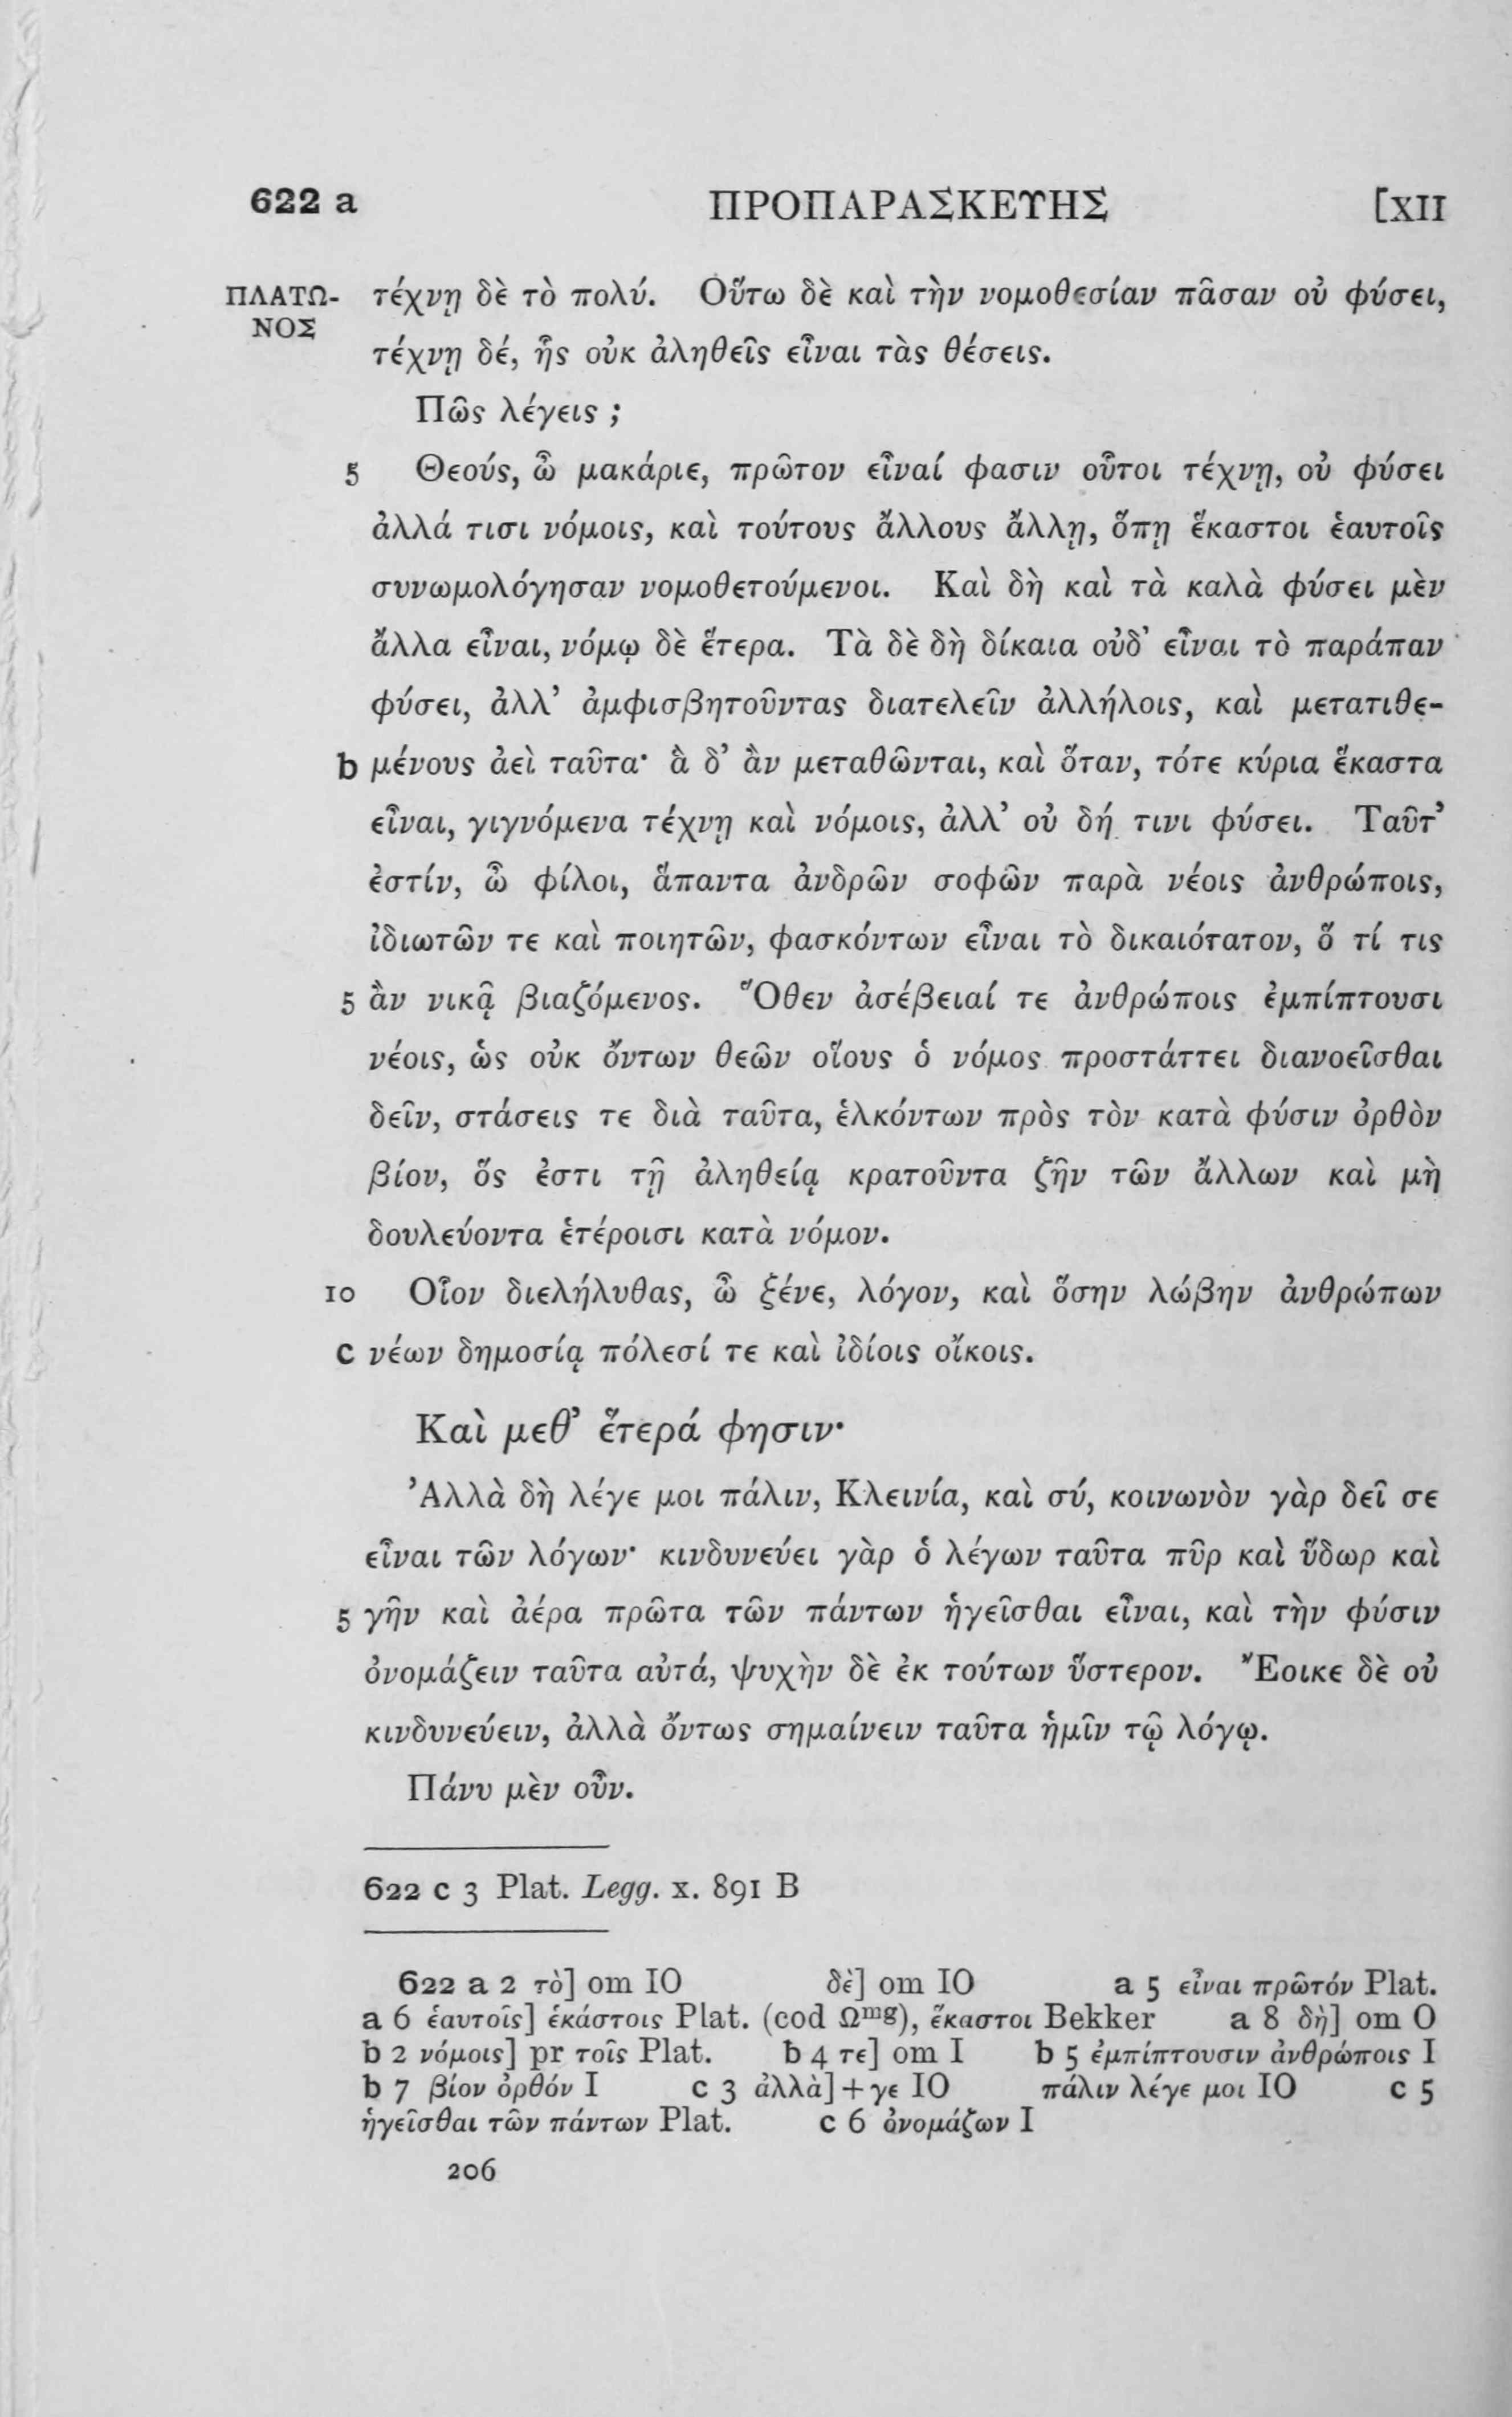 622 a ΠΡΟΠΑΡΑΣΚΕΥΗΣ [XII
ΠΛΑΤΩ- τέχνῃ δὲ τὸ πολύ. Οὕτω δὲ καὶ τὴν νομοθεσίαν πᾶσαν οὐ φύσει,
ΝΟΣ
τέχνῃ δέ, ἧς οὐκ ἀληθεῖς εἶναι τὰς θέσεις.
Πῶς λέγεις ;
5 Θεούς, ὦ μακάριε, πρῶτον εἶναί φασιν οὗτοι τέχνῃ, οὐ φύσει
ἀλλά τισι νόμοις, καὶ τούτους ἄλλους ἄλλῃ, ὅπῃ ἕκαστοι ἑαυτοῖς
συνωμολόγησαν νομοθετούμενοι. Καὶ δὴ καὶ τὰ καλὰ φύσει μὲν
ἄλλα εἶναι, νόμῳ δὲ ἕτερα. Τὰ δὲ δὴ δίκαια οὐδ’ εἶναι τὸ παράπαν
φύσει, ἀλλ’ ἀμφισβητοῦντας διατελεῖν ἀλλήλοις, καὶ μετατιθε-
b μένους ἀεὶ ταῦτα· ἃ δ’ ἂν μεταθῶνται, καὶ ὅταν, τότε κύρια ἕκαστα
εἶναι, γιγνόμενα τέχνῃ καὶ νόμοις, ἀλλ’ οὐ δή τινι φύσει. Ταῦτ’
ἐστίν, ὦ φίλοι, ἅπαντα ἀνδρῶν σοφῶν παρὰ νέοις ἀνθρώποις,
ἰδιωτῶν τε καὶ ποιητῶν, φασκόντων εἶναι τὸ δικαιότατον, ὅ τί τις
5 ἂν νικᾷ βιαζόμενος. Ὅθεν ἀσέβειαί τε ἀνθρώποις ἐμπίπτουσι
νέοις, ὡς οὐκ ὄντων θεῶν οἵους ὁ νόμος προστάττει διανοεῖσθαι
δεῖν, στάσεις τε διὰ ταῦτα, ἑλκόντων πρὸς τὸν κατὰ φύσιν ὀρθὸν
βίον, ὅς ἐστι τῇ ἀληθείᾳ κρατοῦντα ζῆν τῶν ἄλλων καὶ μὴ
δουλεύοντα ἑτέροισι κατὰ νόμον.
10 Οἷον διελήλυθας, ὦ ξένε, λόγον, καὶ ὅσην λώβην ἀνθρώπων
c νέων δημοσίᾳ πόλεσί τε καὶ ἰδίοις οἴκοις.
Καὶ μεθ’ ἕτερά φησιν·
Ἀλλὰ δὴ λέγε μοι πάλιν, Κλεινία, καὶ σύ, κοινωνὸν γὰρ δεῖ σε
εἶναι τῶν λόγων· κινδυνεύει γὰρ ὁ λέγων ταῦτα πῦρ καὶ ὕδωρ καὶ
5 γῆν καὶ ἀέρα πρῶτα τῶν πάντων ἡγεῖσθαι εἶναι, καὶ τὴν φύσιν
ὀνομάζειν ταῦτα αὐτά, ψυχὴν δὲ ἐκ τούτων ὕστερον. Ἔοικε δὲ οὐ
κινδυνεύειν, ἀλλὰ ὄντως σημαίνειν ταῦτα ἡμῖν τῷ λόγῳ.
Πάνυ μὲν οὖν.
622 c 3 Plat. Legg. x. 891 B
622 a 2 τὸ] om IO δὲ] om IO a 5 εἶναι πρῶτόν Plat.
a 6 ἑαυτοῖς] ἑκάστοις Plat. (cod Ωmg), ἕκαστοι Bekker a 8 δὴ] om O
b 2 νόμοις] pr τοῖς Plat. b 4 τε] om I b 5 ἐμπίπτουσιν ἀνθρώποις I
b 7 βίον ὀρθόν I c 3 ἀλλὰ] + γε IO πάλιν λέγε μοι IO c 5
ἡγεῖσθαι τῶν πάντων Plat. c 6 ὀνομάζων I
206